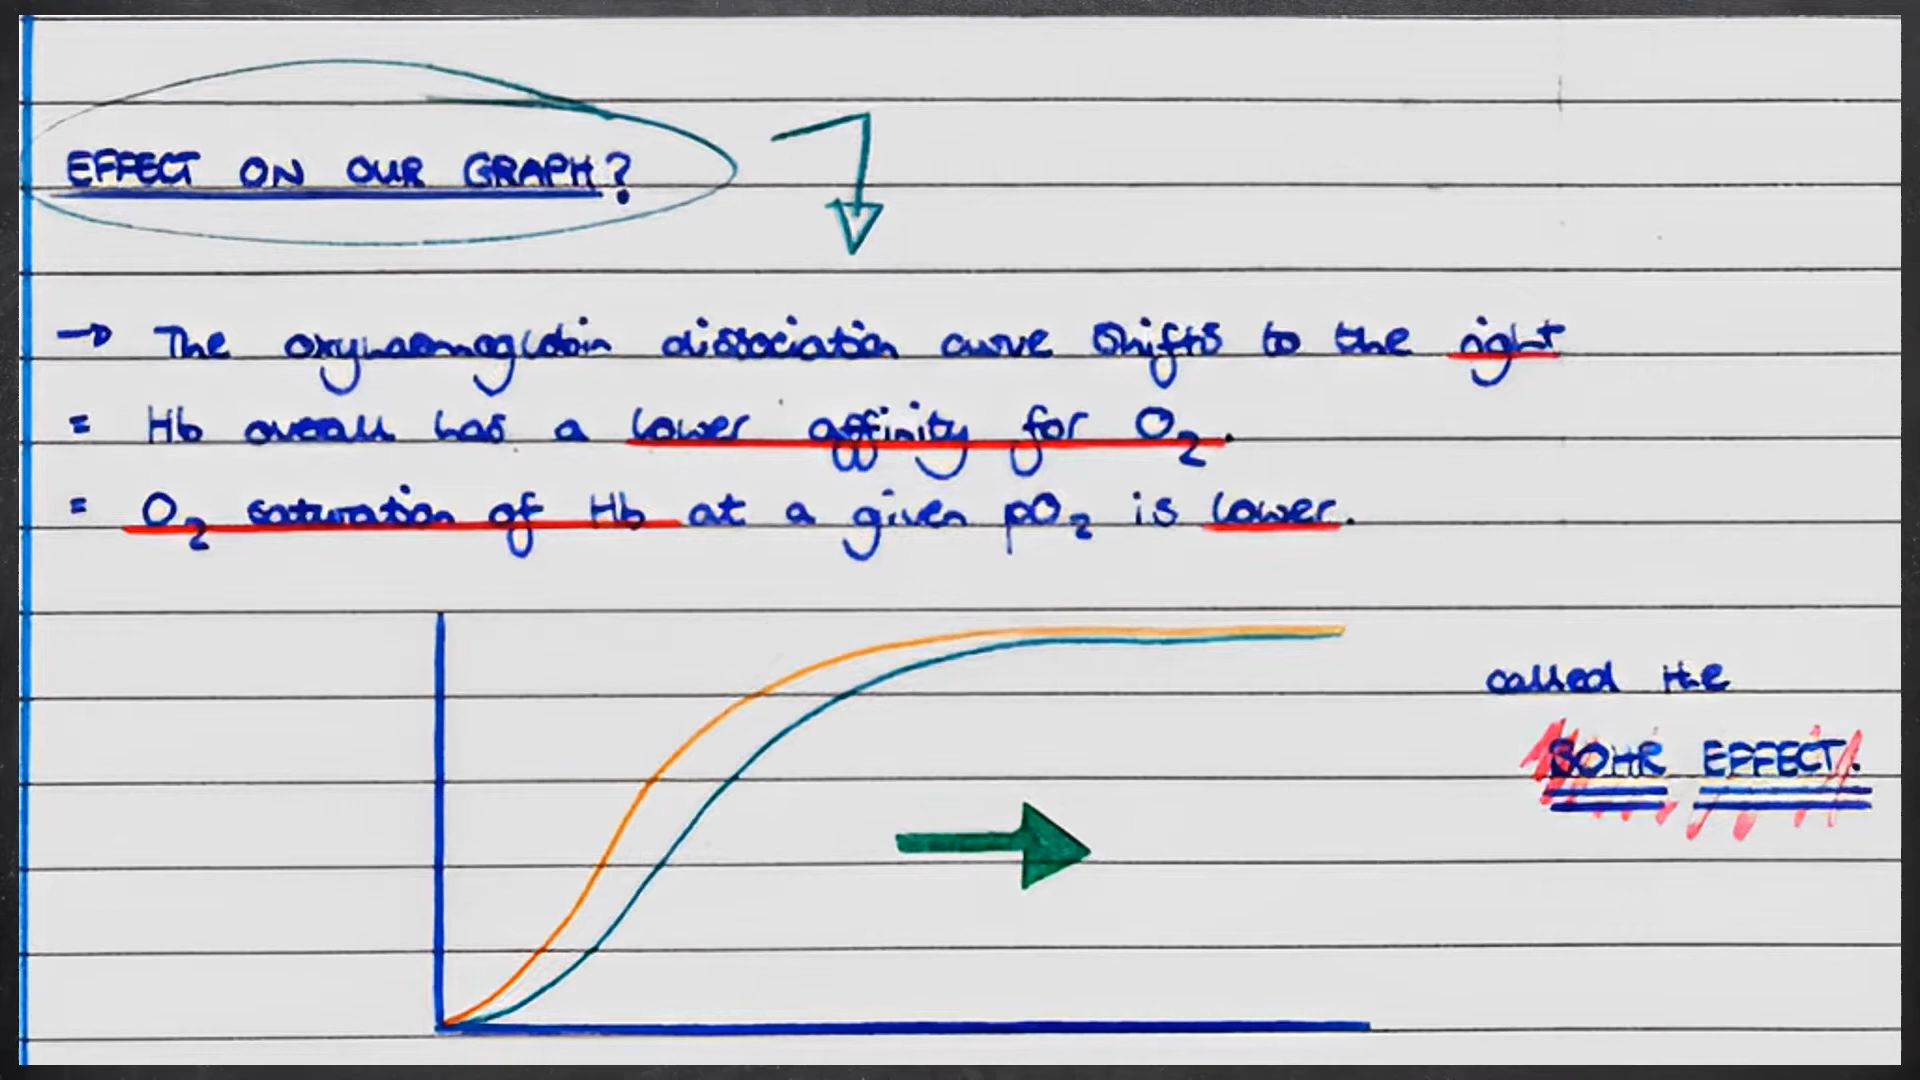 EFFECT ON OUR GRAPH?
→ The oxyhaemoglobin dissociation curve shifts to the right
= Hb overall has a lower affinity for O₂.
= O₂ saturation of Hb at a given pO₂ is lower.
called the
BOHR EFFECT.